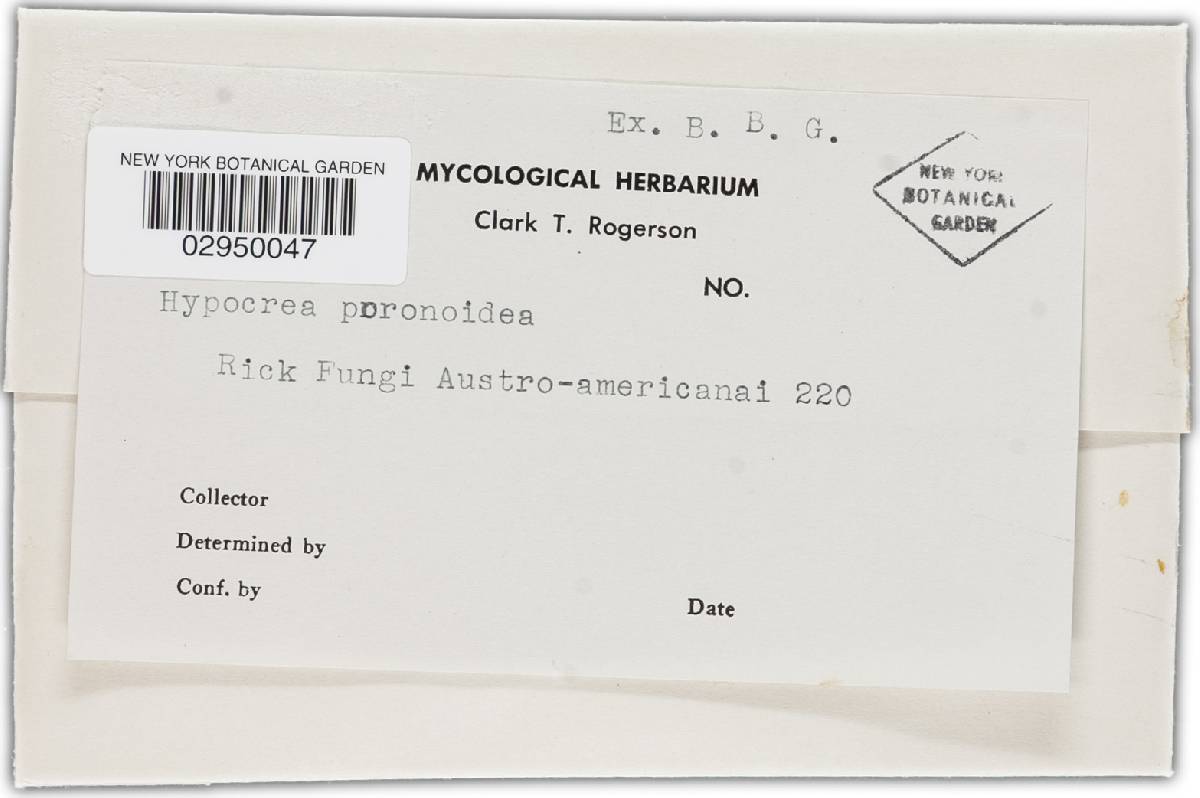 Ex. B. B. G.
NEW YORK BOTANICAL GARDEN
02950047
MYCOLOGICAL HERBARIUM
Clark T. Rogerson
NEW YORK
BOTANICAL
GARDEN
NO.
Hypocrea poronoidea
Rick Fungi Austro-americanai 220
Collector
Determined by
Conf. by
Date